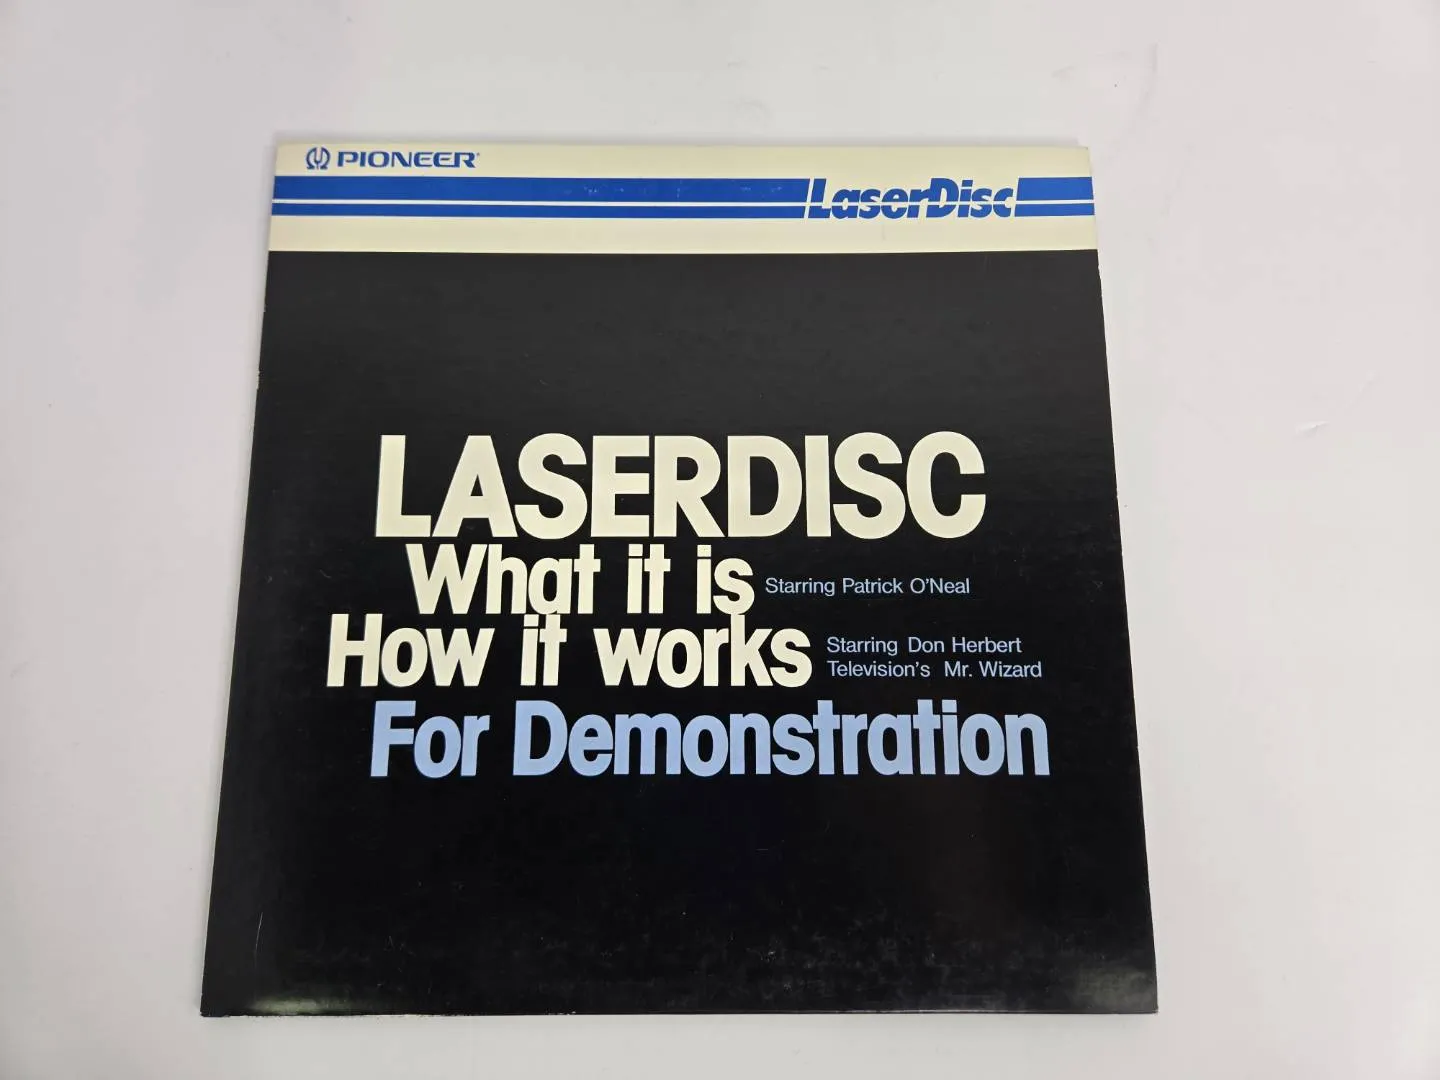 PIONEER
LaserDisc
LASERDISC
What it is
Starring Patrick O'Neal
How it works
Starring Don Herbert
Television's Mr. Wizard
For Demonstration